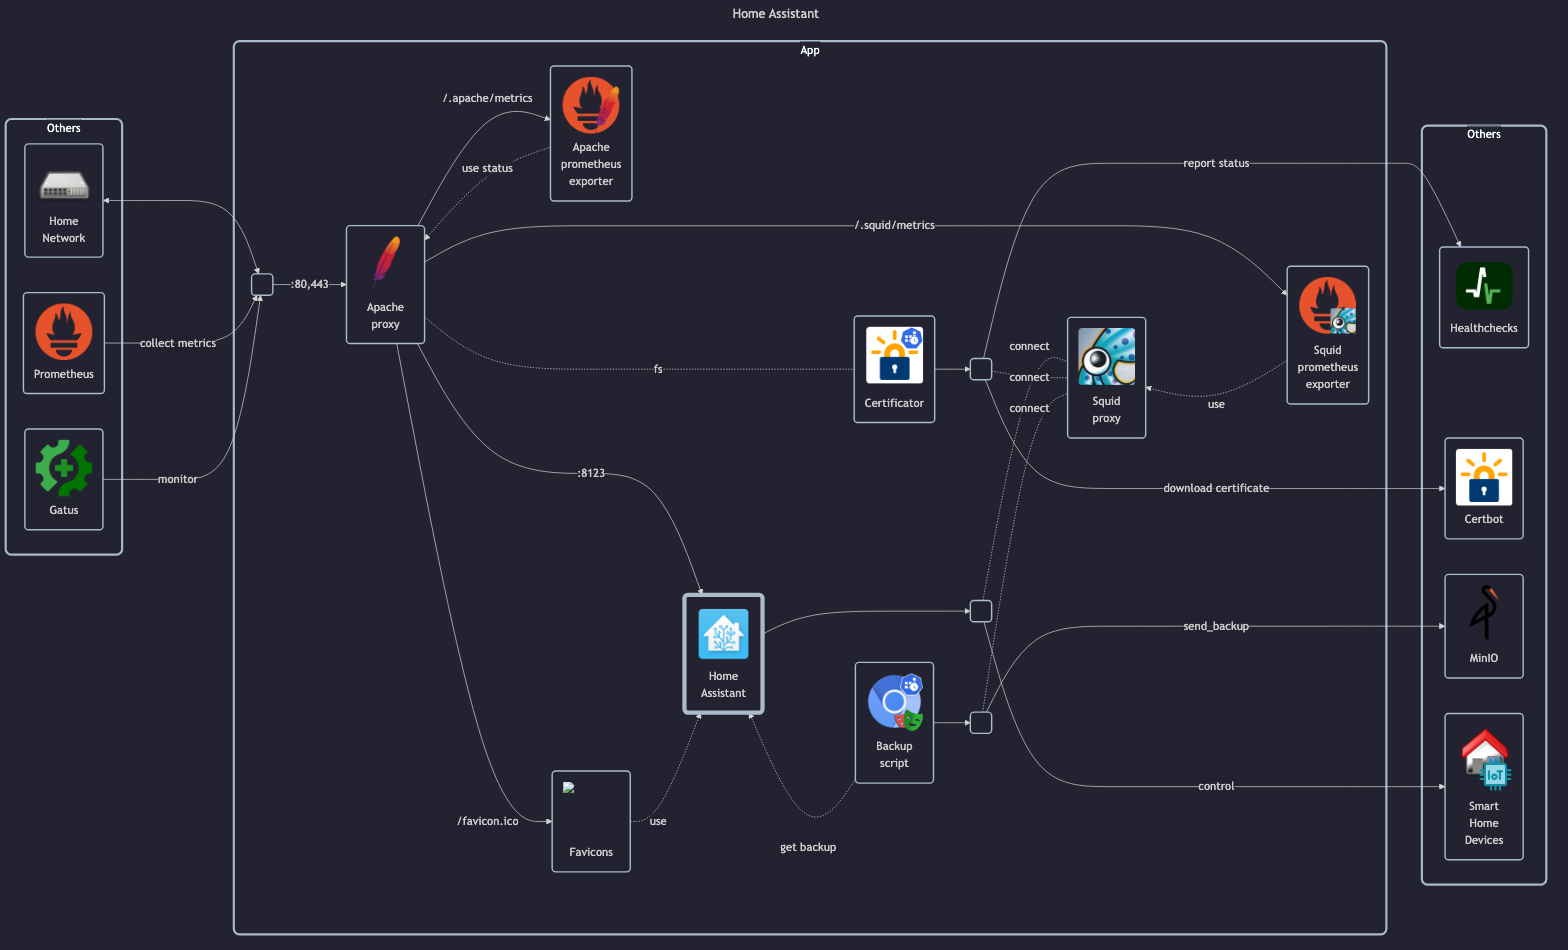 Home Assistant
App
Others
Home
Network
Prometheus
Gatus
collect metrics
monitor
:80,443
Apache
proxy
/.apache/metrics
use status
Apache
prometheus
exporter
/.squid/metrics
fs
:8123
/favicon.ico
Favicons
use
Home
Assistant
get backup
Certificator
Backup
script
connect
connect
connect
Squid
proxy
use
Squid
prometheus
exporter
report status
download certificate
send_backup
control
Others
Healthchecks
Certbot
MinIO
IoT
Smart
Home
Devices